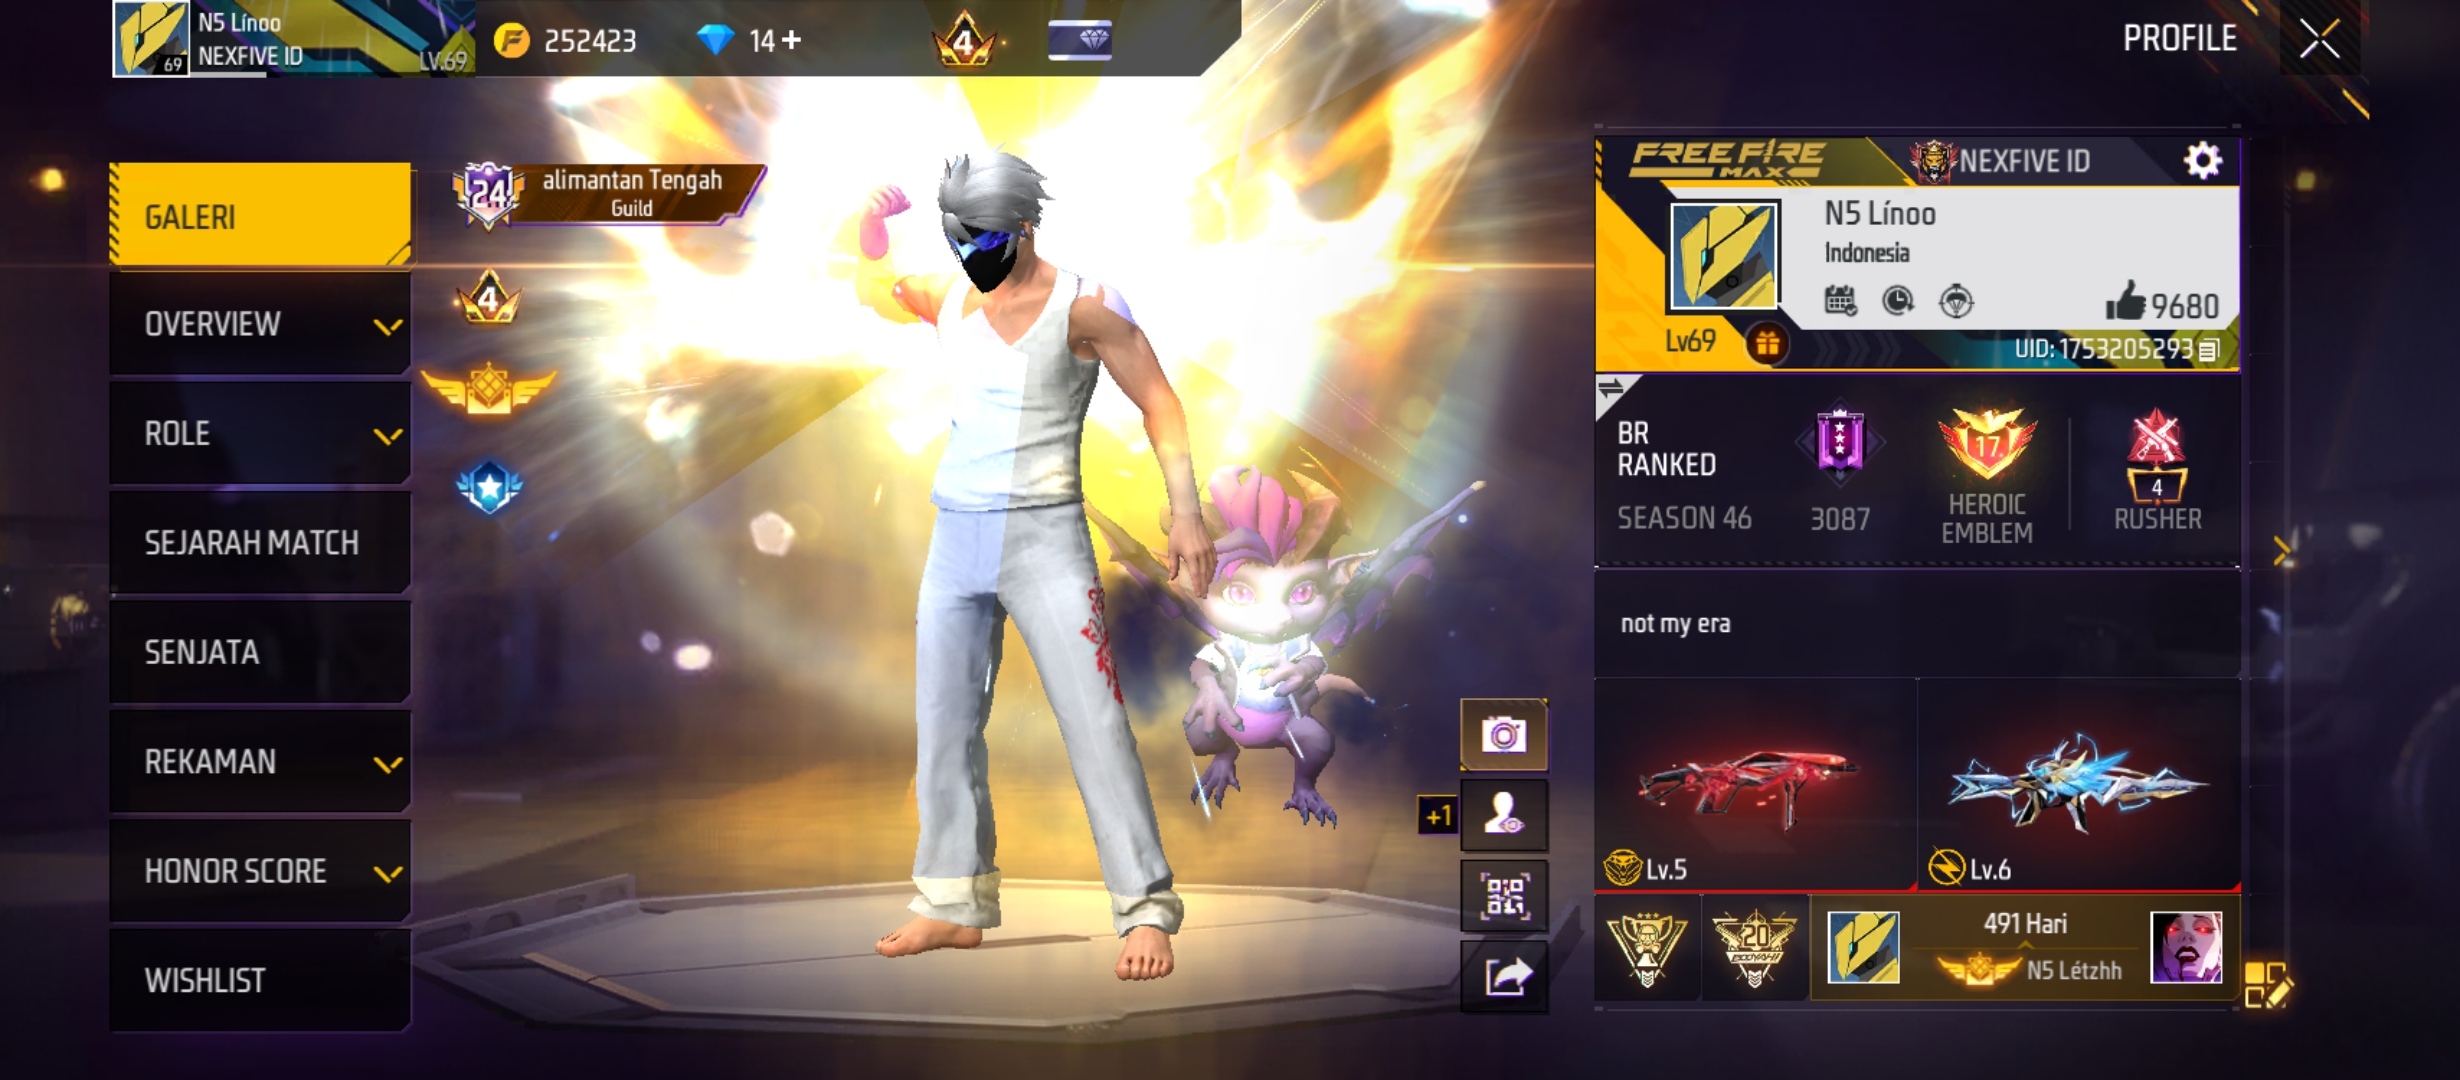 N5 Línoo
NEXFIVE ID
69
LV.69
252423
14+
4
PROFILE
GALERI
OVERVIEW
ROLE
SEJARAH MATCH
SENJATA
REKAMAN
HONOR SCORE
WISHLIST
24
alimantan Tengah
Guild
4
+1
FREE FIRE
MAX
NEXFIVE ID
N5 Línoo
Indonesia
9680
Lv69
UID: 1753205293
BR
RANKED
SEASON 46
3087
17
HEROIC
EMBLEM
4
RUSHER
not my era
Lv.5
Lv.6
20
BOOYAH!
491 Hari
N5 Létzhh